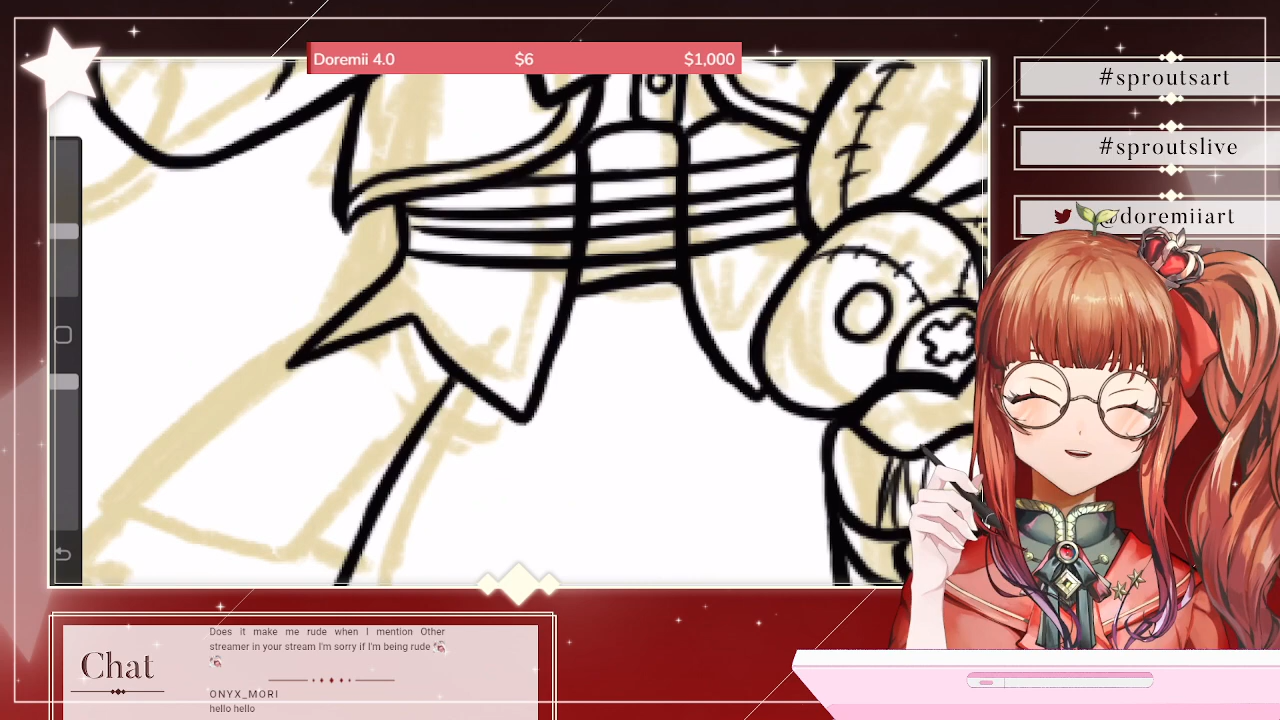 Doremii 4.0 $6 $1,000
#sproutsart
#sproutslive
@doremiiart
Chat
Does it make me rude when I mention Other
streamer in your stream I'm sorry if I'm being rude
ONYX_MORI
hello hello